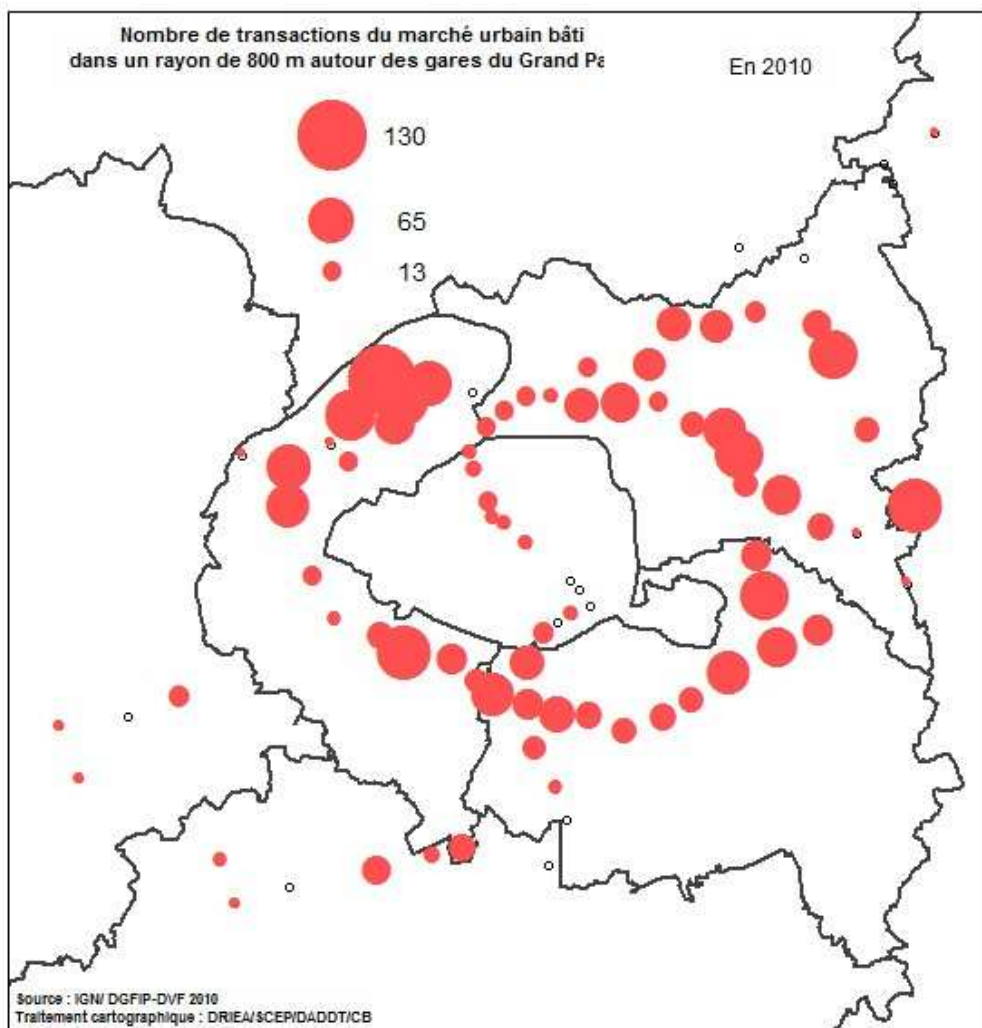 Nombre de transactions du marché urbain bâti
dans un rayon de 800 m autour des gares du Grand Pa
En 2010
130
65
13
Source : IGN/ DGFIP-DVF 2010
Traitement cartographique : DRIEA/SCEP/DADDT/CB